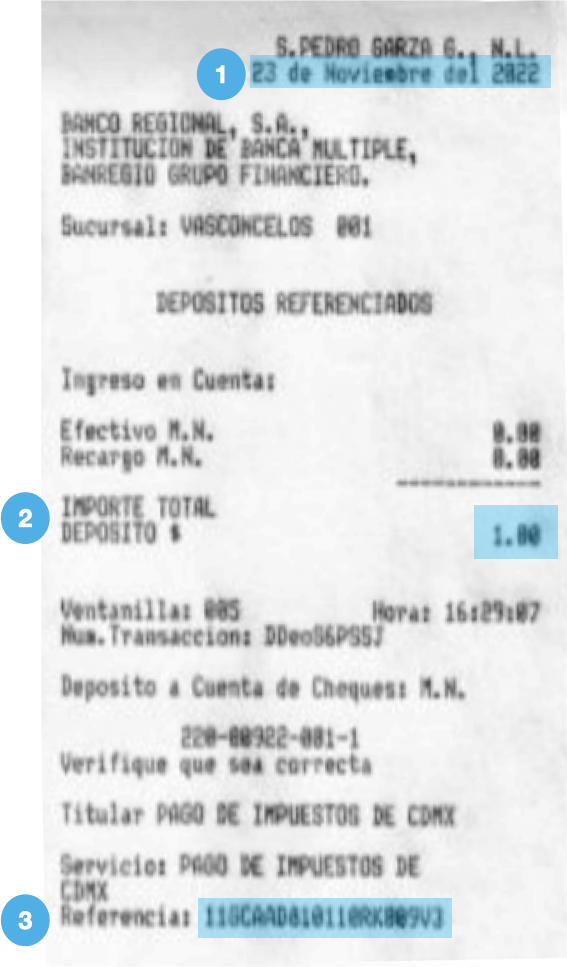 S.PEDRO GARZA G., N.L.
1
23 de Noviembre del 2022
BANCO REGIONAL, S.A.,
INSTITUCION DE BANCA MULTIPLE,
BANREGIO GRUPO FINANCIERO.
Sucursal: VASCONCELOS 001
DEPOSITOS REFERENCIADOS
Ingreso en Cuenta:
Efectivo M.N. 0.00
Recargo M.N. 0.00
------------
2
IMPORTE TOTAL
DEPOSITO $ 1.00
Ventanilla: 005 Hora: 16:29:07
Num.Transaccion:
Deposito a Cuenta de Cheques: M.N.
220-00922-001-1
Verifique que sea correcta
Titular PAGO DE IMPUESTOS DE CDMX
Servicio: PAGO DE IMPUESTOS DE
CDMX
3
Referencia: